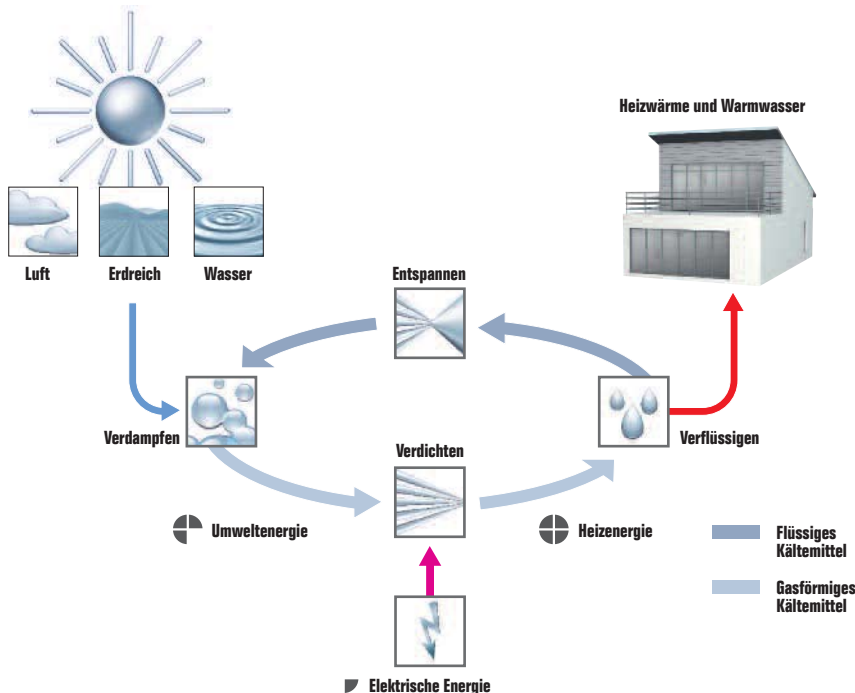 Heizwärme und Warmwasser
Luft
Erdreich
Wasser
Entspannen
Verdampfen
Verdichten
Verflüssigen
Umweltenergie
Heizenergie
Flüssiges
Kältemittel
Gasförmiges
Kältemittel
Elektrische Energie